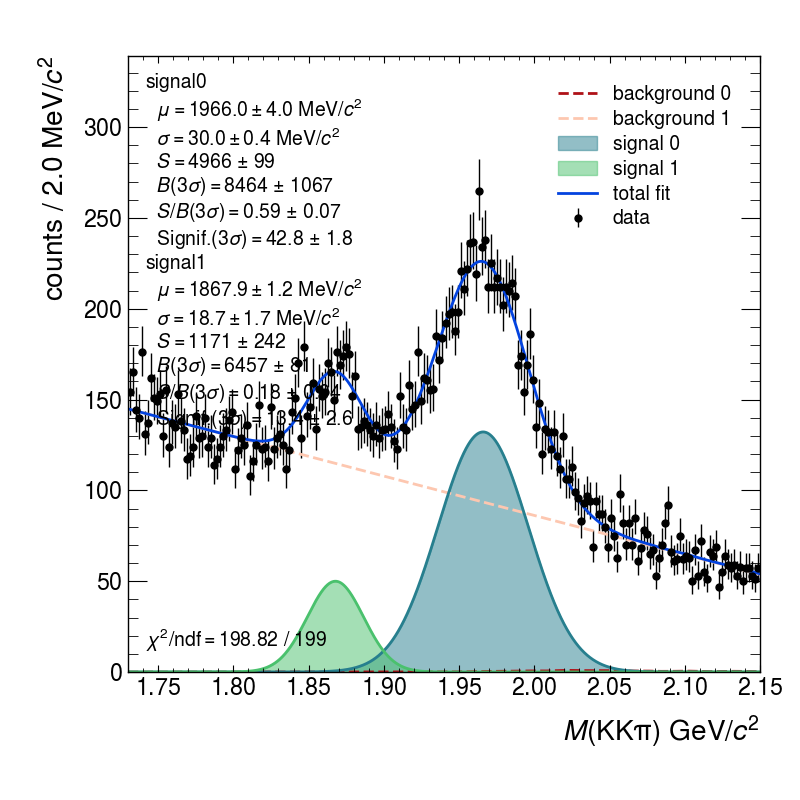 counts / 2.0 MeV/c²
300
250
200
150
100
50
0
signal0
μ = 1966.0 ± 4.0 MeV/c²
σ = 30.0 ± 0.4 MeV/c²
S = 4966 ± 99
B(3σ) = 8464 ± 1067
S/B(3σ) = 0.59 ± 0.07
Signif.(3σ) = 42.8 ± 1.8
signal1
μ = 1867.9 ± 1.2 MeV/c²
σ = 18.7 ± 1.7 MeV/c²
S = 1171 ± 242
B(3σ) = 6457 ±
S/B(3σ) = 0.18 ±
Signif.(3σ) = ± 2.6
background 0
background 1
signal 0
signal 1
total fit
data
χ²/ndf = 198.82 / 199
1.75 1.80 1.85 1.90 1.95 2.00 2.05 2.10 2.15
M(KKπ) GeV/c²